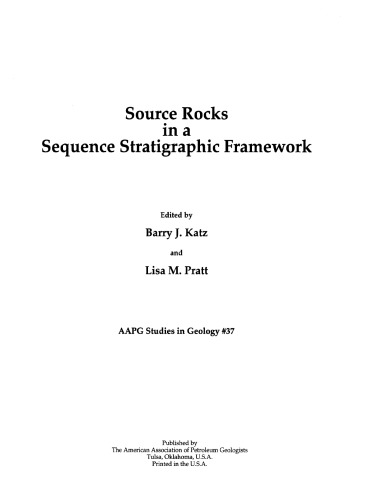 Source Rocks
in a
Sequence Stratigraphic Framework
Edited by
Barry J. Katz
and
Lisa M. Pratt
AAPG Studies in Geology #37
Published by
The American Association of Petroleum Geologists
Tulsa, Oklahoma, U.S.A.
Printed in the U.S.A.